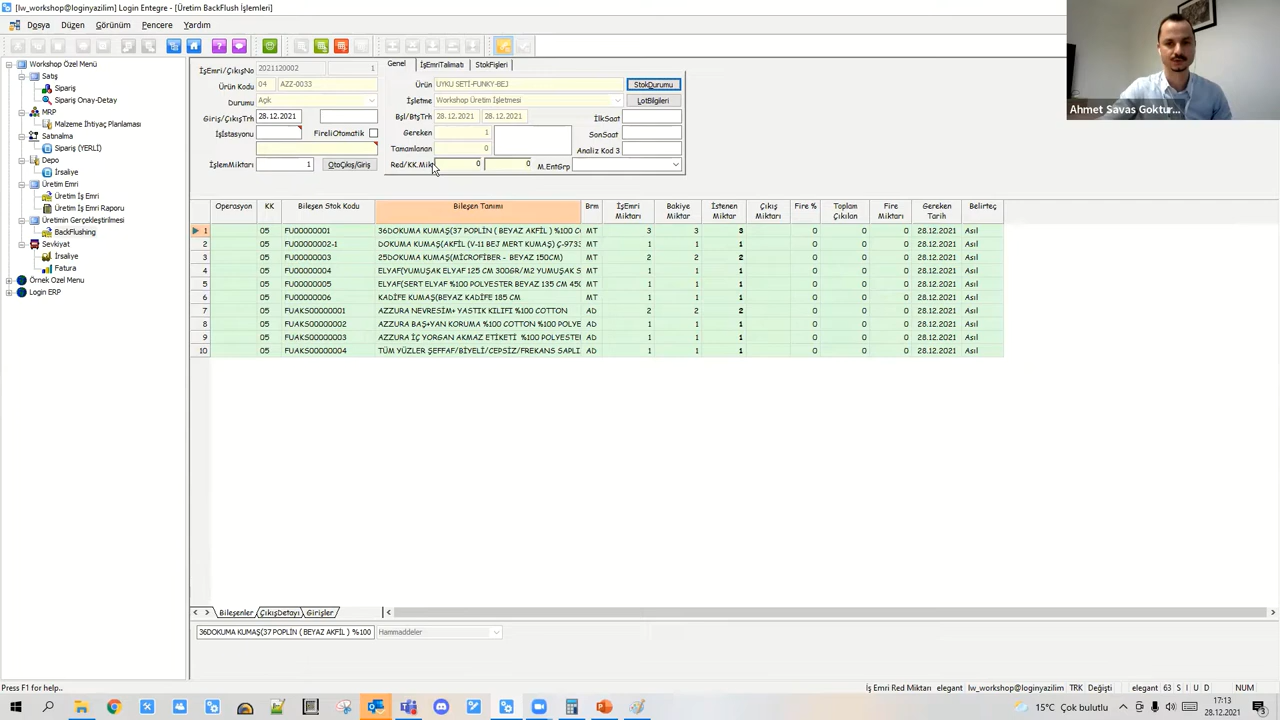 [lw_workshop@loginyazilim] Login Entegre - [Üretim BackFlush İşlemleri]
Dosya Düzen Görünüm Pencere Yardım
Workshop Özel Menü
Satış
Sipariş
Sipariş Onay-Detay
MRP
Malzeme İhtiyaç Planlaması
Satınalma
Sipariş (YERLİ)
Depo
İrsaliye
Üretim Emri
Üretim İş Emri
Üretim İş Emri Raporu
Üretimin Gerçekleştirilmesi
BackFlushing
Sevkiyat
İrsaliye
Fatura
Örnek Özel Menu
Login ERP
İşEmri/ÇıkışNo 2021120002 1
Ürün Kodu 04 AZZ-0033
Durumu Açık
Giriş/ÇıkışTrh 28.12.2021
İşİstasyonu FireliOtomatik
İşlemMiktarı 1 OtoÇıkış/Giriş
Genel İşEmriTalimatı StokFişleri
Ürün UYKU SETİ-FUNKY-BEJ StokDurumu
İşletme Workshop Üretim İşletmesi LotBilgileri
Bşl/BtşTrh 28.12.2021 28.12.2021 İlkSaat
Gereken 1 SonSaat
Tamamlanan 0 Analiz Kod 3
Red/KK.Mikt 0 0 M.EntGrp
Operasyon KK Bileşen Stok Kodu Bileşen Tanımı Brm İşEmri Miktarı Bakiye Miktar İstenen Miktar Çıkış Miktarı Fire % Toplam Çıkılan Fire Miktarı Gereken Tarih Belirteç
1 05 FU00000001 36DOKUMA KUMAŞ(37 POPLİN ( BEYAZ AKFİL ) %100 C MT 3 3 3 0 0 0 28.12.2021 Asıl
2 05 FU00000002-1 DOKUMA KUMAŞ(AKFİL (V-11 BEJ MERT KUMAŞ) Ç-9733 MT 1 1 1 0 0 0 28.12.2021 Asıl
3 05 FU00000003 25DOKUMA KUMAŞ(MİCROFİBER - BEYAZ 150CM) MT 2 2 2 0 0 0 28.12.2021 Asıl
4 05 FU00000004 ELYAF(YUMUŞAK ELYAF 125 CM 300GR/M2 YUMUŞAK S MT 1 1 1 0 0 0 28.12.2021 Asıl
5 05 FU00000005 ELYAF(SERT ELYAF %100 POLYESTER BEYAZ 135 CM 450 MT 1 1 1 0 0 0 28.12.2021 Asıl
6 05 FU00000006 KADİFE KUMAŞ(BEYAZ KADİFE 185 CM MT 1 1 1 0 0 0 28.12.2021 Asıl
7 05 FUAKS00000001 AZZURA NEVRESİM+ YASTIK KILIFI %100 COTTON AD 2 2 2 0 0 0 28.12.2021 Asıl
8 05 FUAKS00000002 AZZURA BAŞ+YAN KORUMA %100 COTTON %100 POLYE AD 1 1 1 0 0 0 28.12.2021 Asıl
9 05 FUAKS00000003 AZZURA İÇ YORGAN AKMAZ ETİKETİ %100 POLYES AD 1 1 1 0 0 0 28.12.2021 Asıl
10 05 FUAKS00000004 TÜM YÜZLER ŞEFFAF/BİYELİ/CEPSİZ/FREKANS SAPLI AD 1 1 1 0 0 0 28.12.2021 Asıl
Bileşenler ÇıkışDetayı Girişler
36DOKUMA KUMAŞ(37 POPLİN ( BEYAZ AKFİL ) %100 Hammaddeler
Press F1 for help.. İş Emri Red Miktarı elegant lw_workshop@loginyazilim TRK Değişti elegant 63 S I U D NUM
15°C Çok bulutlu 17:13
28.12.2021 3
Ahmet Savas Goktur...